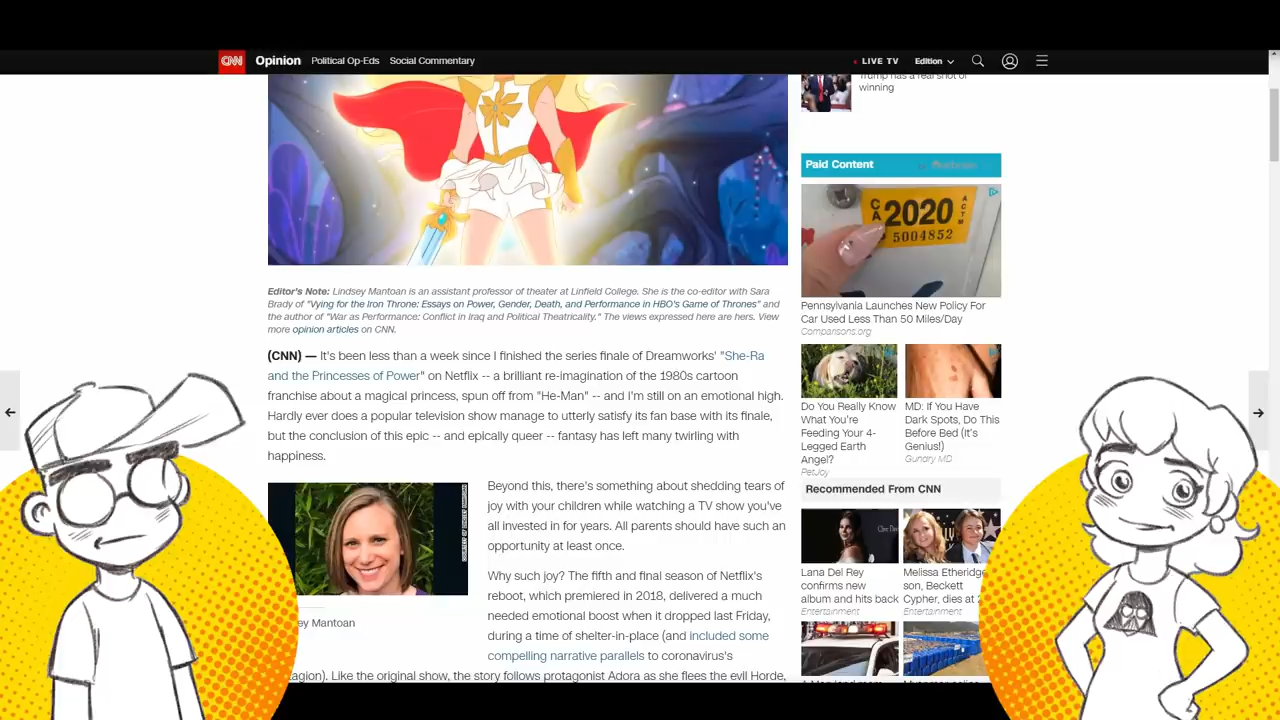 CNN Opinion Political Op-Eds Social Commentary LIVE TV Edition
Trump has a real shot of
winning
Editor's Note: Lindsey Mantoan is an assistant professor of theater at Linfield College. She is the co-editor with Sara
Brady of "Vying for the Iron Throne: Essays on Power, Gender, Death, and Performance in HBO's Game of Thrones" and
the author of "War as Performance: Conflict in Iraq and Political Theatricality." The views expressed here are hers. View
more opinion articles on CNN.
(CNN) — It's been less than a week since I finished the series finale of Dreamworks' "She-Ra
and the Princesses of Power" on Netflix -- a brilliant re-imagination of the 1980s cartoon
franchise about a magical princess, spun off from "He-Man" -- and I'm still on an emotional high.
Hardly ever does a popular television show manage to utterly satisfy its fan base with its finale,
but the conclusion of this epic -- and epically queer -- fantasy has left many twirling with
happiness.
ey Mantoan
Beyond this, there's something about shedding tears of
joy with your children while watching a TV show you've
all invested in for years. All parents should have such an
opportunity at least once.
Why such joy? The fifth and final season of Netflix's
reboot, which premiered in 2018, delivered a much
needed emotional boost when it dropped last Friday,
during a time of shelter-in-place (and included some
compelling narrative parallels to coronavirus's
tagion). Like the original show, the story follows protagonist Adora as she flees the evil Horde,
Paid Content
CA 2020
5004852
Pennsylvania Launches New Policy For
Car Used Less Than 50 Miles/Day
Comparisons.org
Do You Really Know
What You're
Feeding Your 4-
Legged Earth
Angel?
PetJoy
MD: If You Have
Dark Spots, Do This
Before Bed (It's
Genius!)
Gundry MD
Recommended From CNN
Lana Del Rey
confirms new
album and hits back
Entertainment
Melissa Etheridge
son, Beckett
Cypher, dies at 2
Entertainment